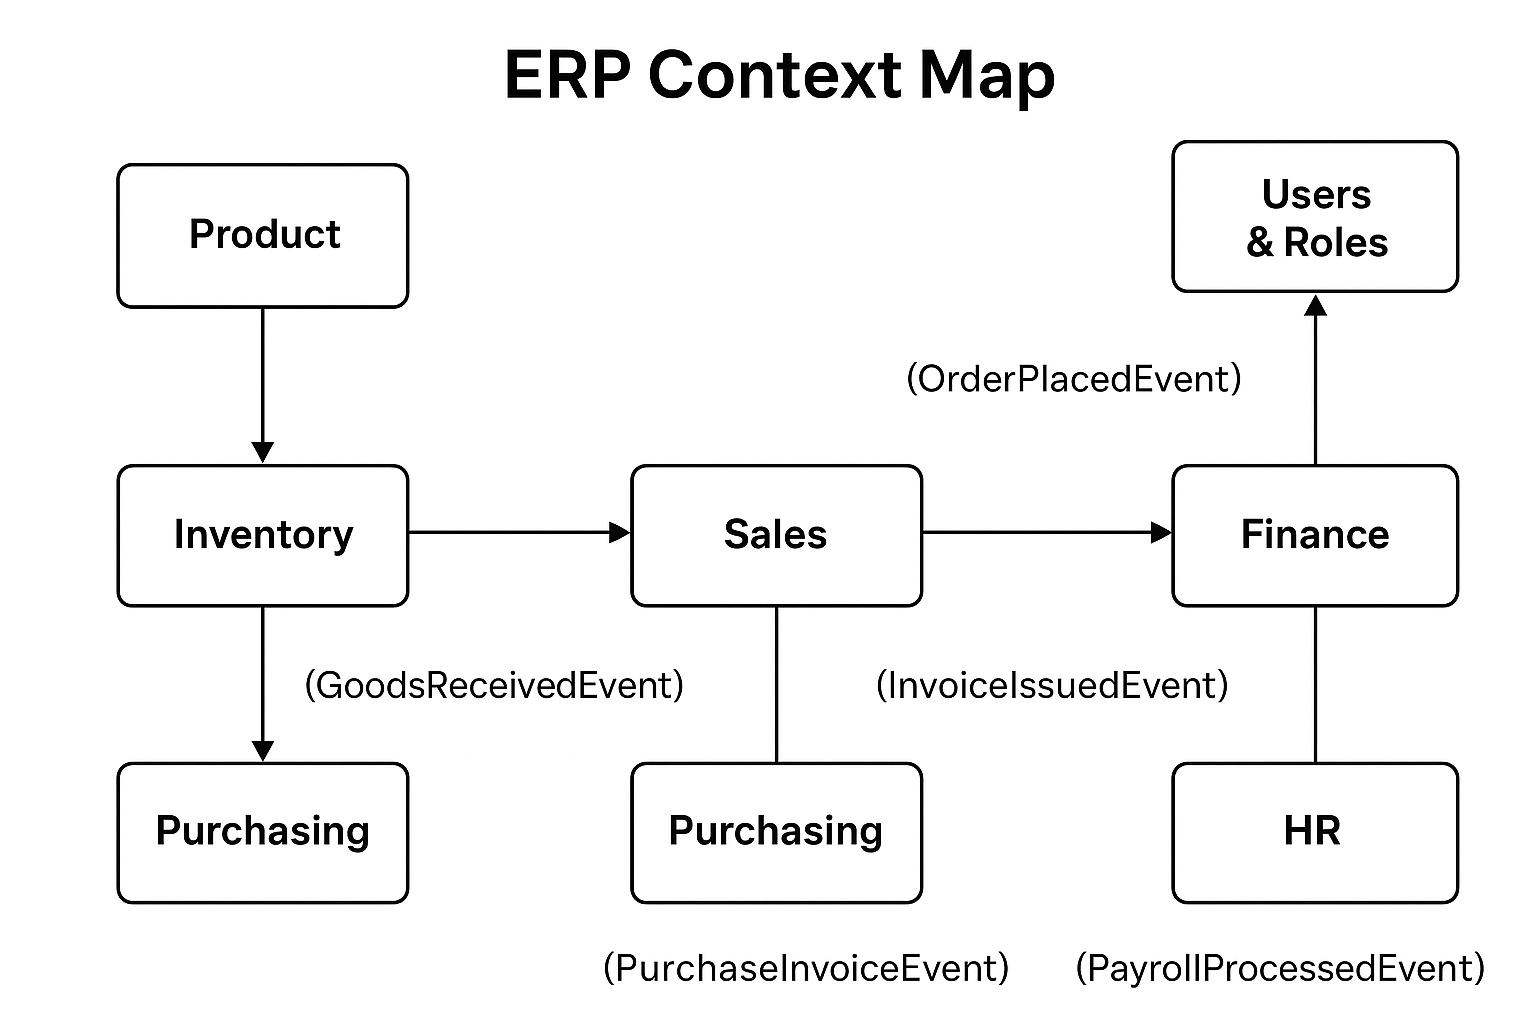 ERP Context Map
Product
Users
& Roles
(OrderPlacedEvent)
Inventory
Sales
Finance
(GoodsReceivedEvent)
(InvoiceIssuedEvent)
Purchasing
Purchasing
HR
(PurchaseInvoiceEvent)
(PayrollProcessedEvent)